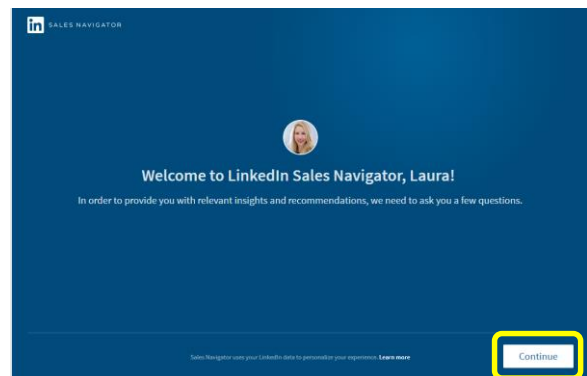 in SALES NAVIGATOR
Welcome to LinkedIn Sales Navigator, Laura!
In order to provide you with relevant insights and recommendations, we need to ask you a few questions.
Sales Navigator uses your LinkedIn data to personalize your experience. Learn more
Continue